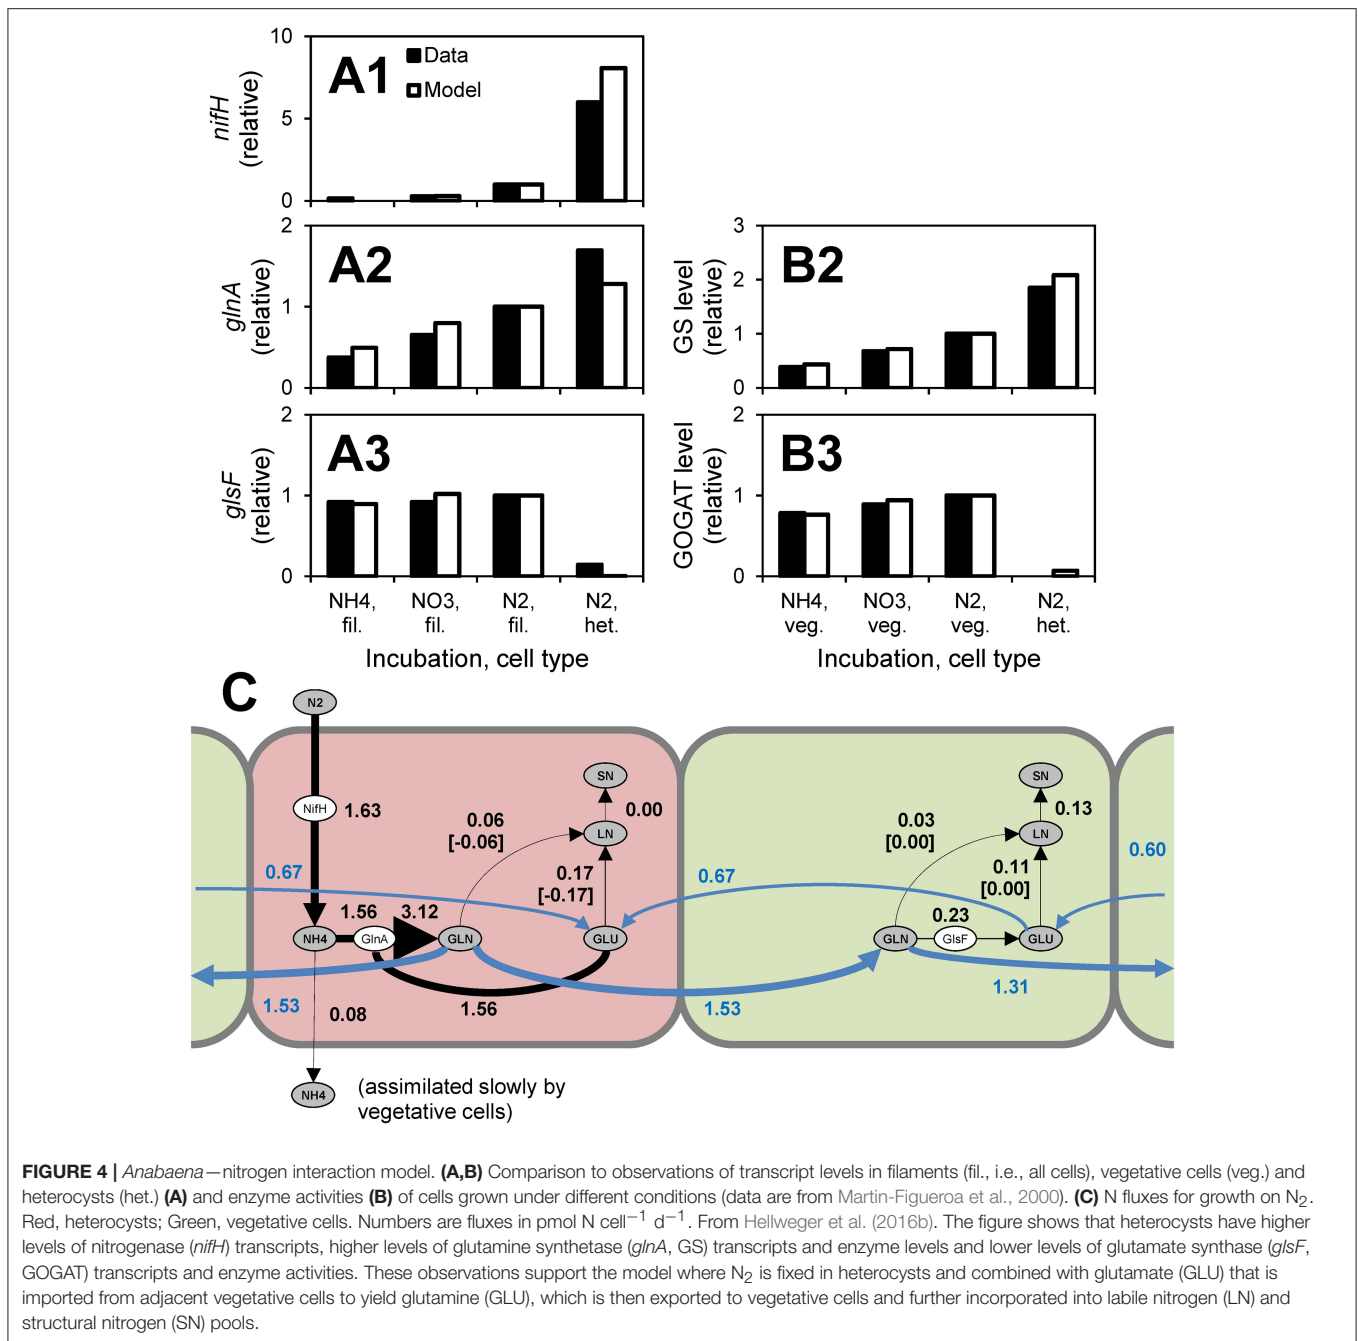 A1
Data
Model
nifH
(relative)
10
5
0
A2
glnA
(relative)
2
1
0
B2
GS level
(relative)
3
2
1
0
A3
glsF
(relative)
2
1
0
B3
GOGAT level
(relative)
2
1
0
NH4, NO3, N2, N2,
fil. fil. fil. het.
Incubation, cell type
NH4, NO3, N2, N2,
veg. veg. veg. het.
Incubation, cell type
C
N2
NifH
1.63
SN
0.00
0.06
[-0.06]
LN
0.17
[-0.17]
0.67
1.56
3.12
NH4
GlnA
GLN
GLU
1.53
0.08
1.56
1.53
NH4
(assimilated slowly by
vegetative cells)
0.67
SN
0.13
0.03
[0.00]
LN
0.11
[0.00]
0.60
0.23
GLN
GlsF
GLU
1.31
FIGURE 4 | Anabaena—nitrogen interaction model. (A,B) Comparison to observations of transcript levels in filaments (fil., i.e., all cells), vegetative cells (veg.) and
heterocysts (het.) (A) and enzyme activities (B) of cells grown under different conditions (data are from Martin-Figueroa et al., 2000). (C) N fluxes for growth on N₂.
Red, heterocysts; Green, vegetative cells. Numbers are fluxes in pmol N cell⁻¹ d⁻¹. From Hellweger et al. (2016b). The figure shows that heterocysts have higher
levels of nitrogenase (nifH) transcripts, higher levels of glutamine synthetase (glnA, GS) transcripts and enzyme levels and lower levels of glutamate synthase (glsF,
GOGAT) transcripts and enzyme activities. These observations support the model where N₂ is fixed in heterocysts and combined with glutamate (GLU) that is
imported from adjacent vegetative cells to yield glutamine (GLU), which is then exported to vegetative cells and further incorporated into labile nitrogen (LN) and
structural nitrogen (SN) pools.